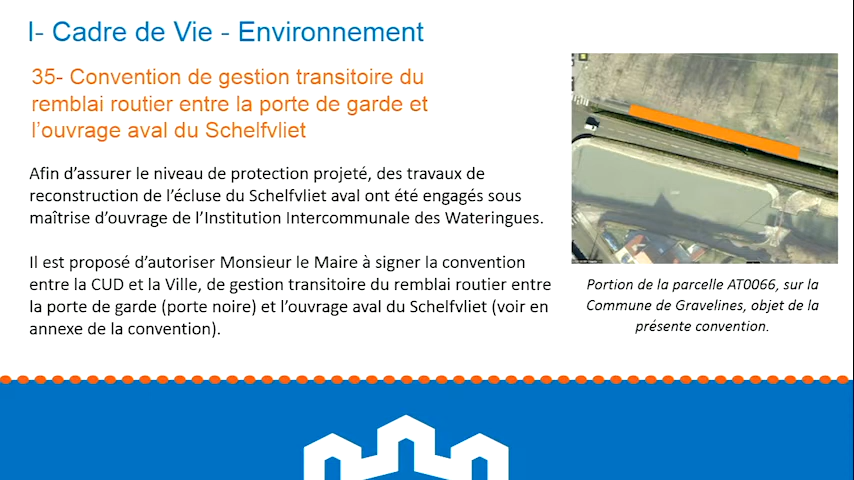 I- Cadre de Vie - Environnement
35- Convention de gestion transitoire du
remblai routier entre la porte de garde et
l’ouvrage aval du Schelfvliet
Afin d’assurer le niveau de protection projeté, des travaux de
reconstruction de l’écluse du Schelfvliet aval ont été engagés sous
maîtrise d’ouvrage de l’Institution Intercommunale des Wateringues.
Il est proposé d’autoriser Monsieur le Maire à signer la convention
entre la CUD et la Ville, de gestion transitoire du remblai routier entre
la porte de garde (porte noire) et l’ouvrage aval du Schelfvliet (voir en
annexe de la convention).
Portion de la parcelle AT0066, sur la
Commune de Gravelines, objet de la
présente convention.